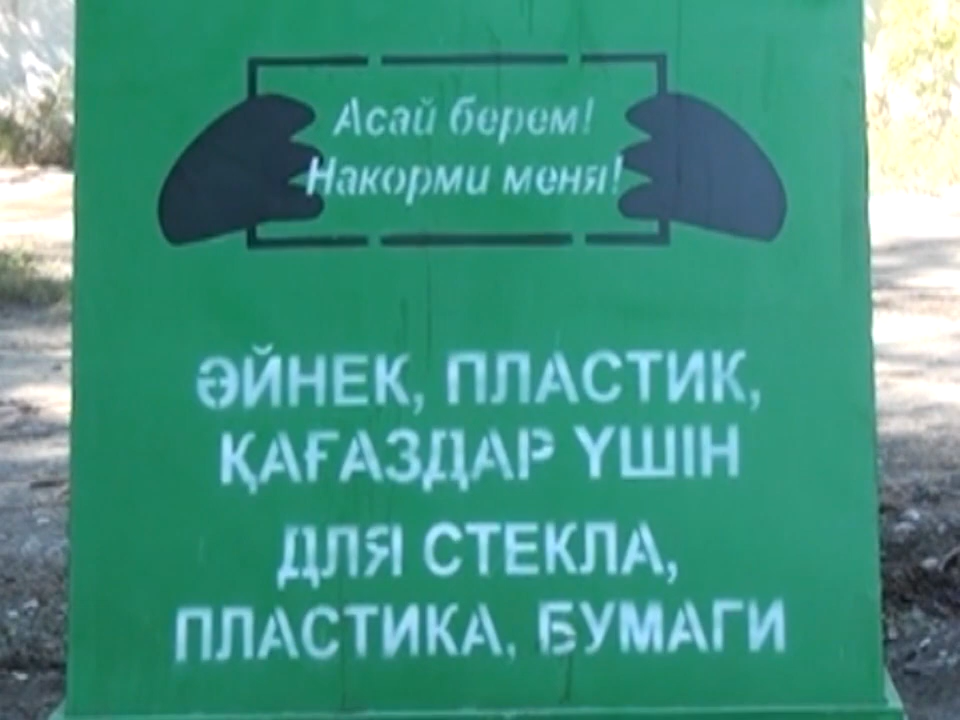 Асай берем!
Накорми меня!
ӘЙНЕК, ПЛАСТИК,
ҚАҒАЗДАР ҮШІН
ДЛЯ СТЕКЛА,
ПЛАСТИКА, БУМАГИ